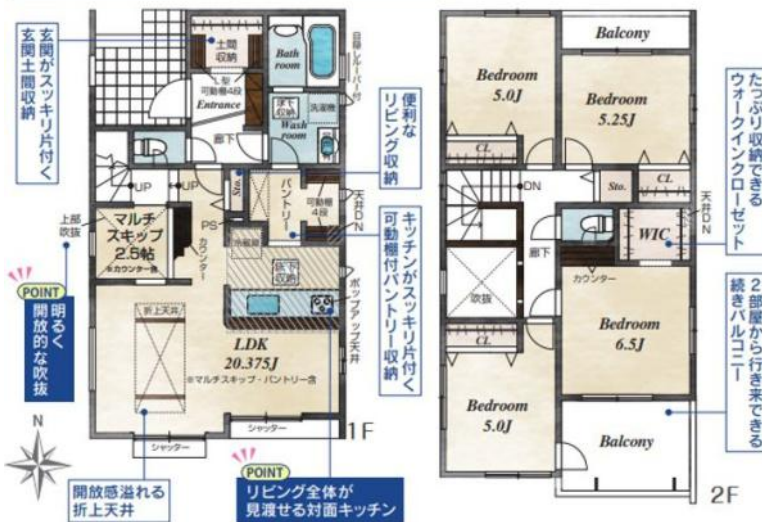 玄関がスッキリ片付く
玄関土間収納
土間
収納
L型
可動棚4段
Entrance
廊下
Bath
room
目隠しルーバー付
床下
収納
洗濯機
Wash
room
便利な
リビング収納
UP
UP
Sto.
パントリー
可動棚
4段
天井DN
PS
上部
吹抜
マルチ
スキップ
2.5帖
※カウンター含
カウンター
冷蔵庫
床下
収納
キッチンがスッキリ片付く
可動棚付パントリー収納
ポップアップ天井
POINT
明るく
開放的な吹抜
折上天井
LDK
20.375J
※マルチスキップ・パントリー含
シャッター
シャッター
1F
N
開放感溢れる
折上天井
POINT
リビング全体が
見渡せる対面キッチン
Balcony
Bedroom
5.0J
Bedroom
5.25J
CL
CL
DN
Sto.
天井DN
WIC
廊下
カウンター
吹抜
CL
Bedroom
6.5J
Bedroom
5.0J
Balcony
2F
たっぷり収納できる
ウォークインクローゼット
2部屋から行き来できる
続きバルコニー